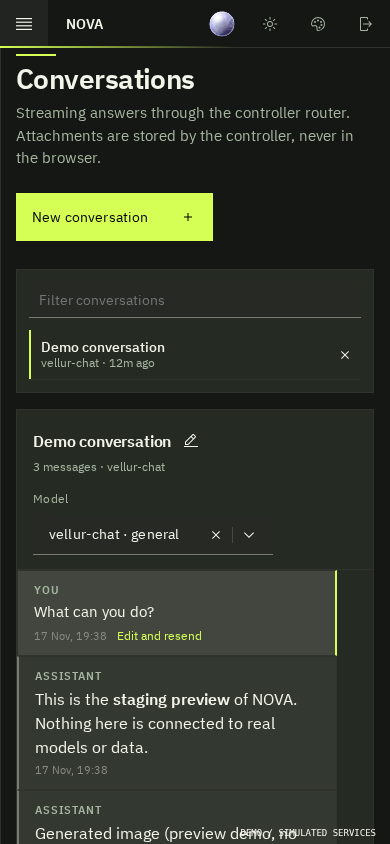 NOVA
Conversations
Streaming answers through the controller router.
Attachments are stored by the controller, never in
the browser.
New conversation +
Filter conversations
Demo conversation
vellur-chat · 12m ago
Demo conversation
3 messages · vellur-chat
Model
vellur-chat · general
YOU
What can you do?
17 Nov, 19:38 Edit and resend
ASSISTANT
This is the staging preview of NOVA.
Nothing here is connected to real
models or data.
17 Nov, 19:38
ASSISTANT
Generated image (preview demo, no
DEMO / SIMULATED SERVICES